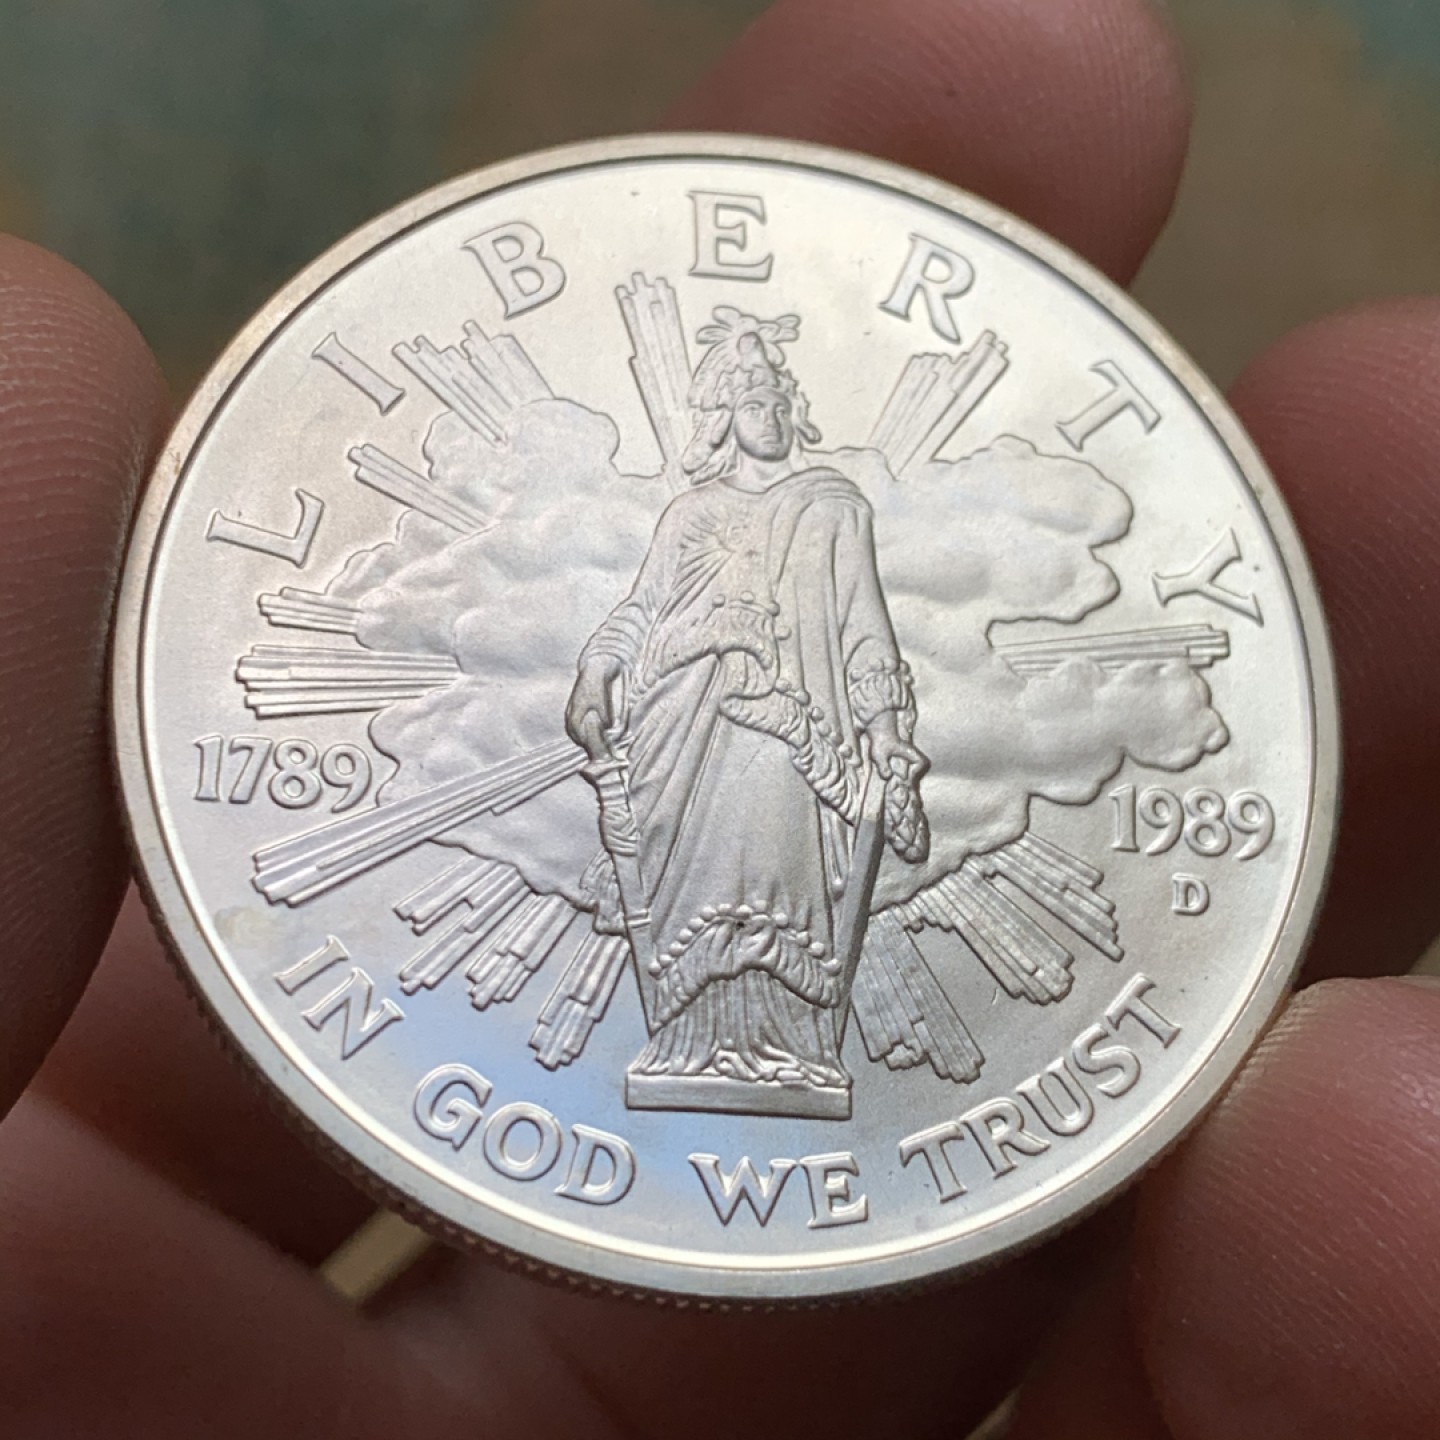 LIBERTY
1789
1989
D
IN GOD WE TRUST